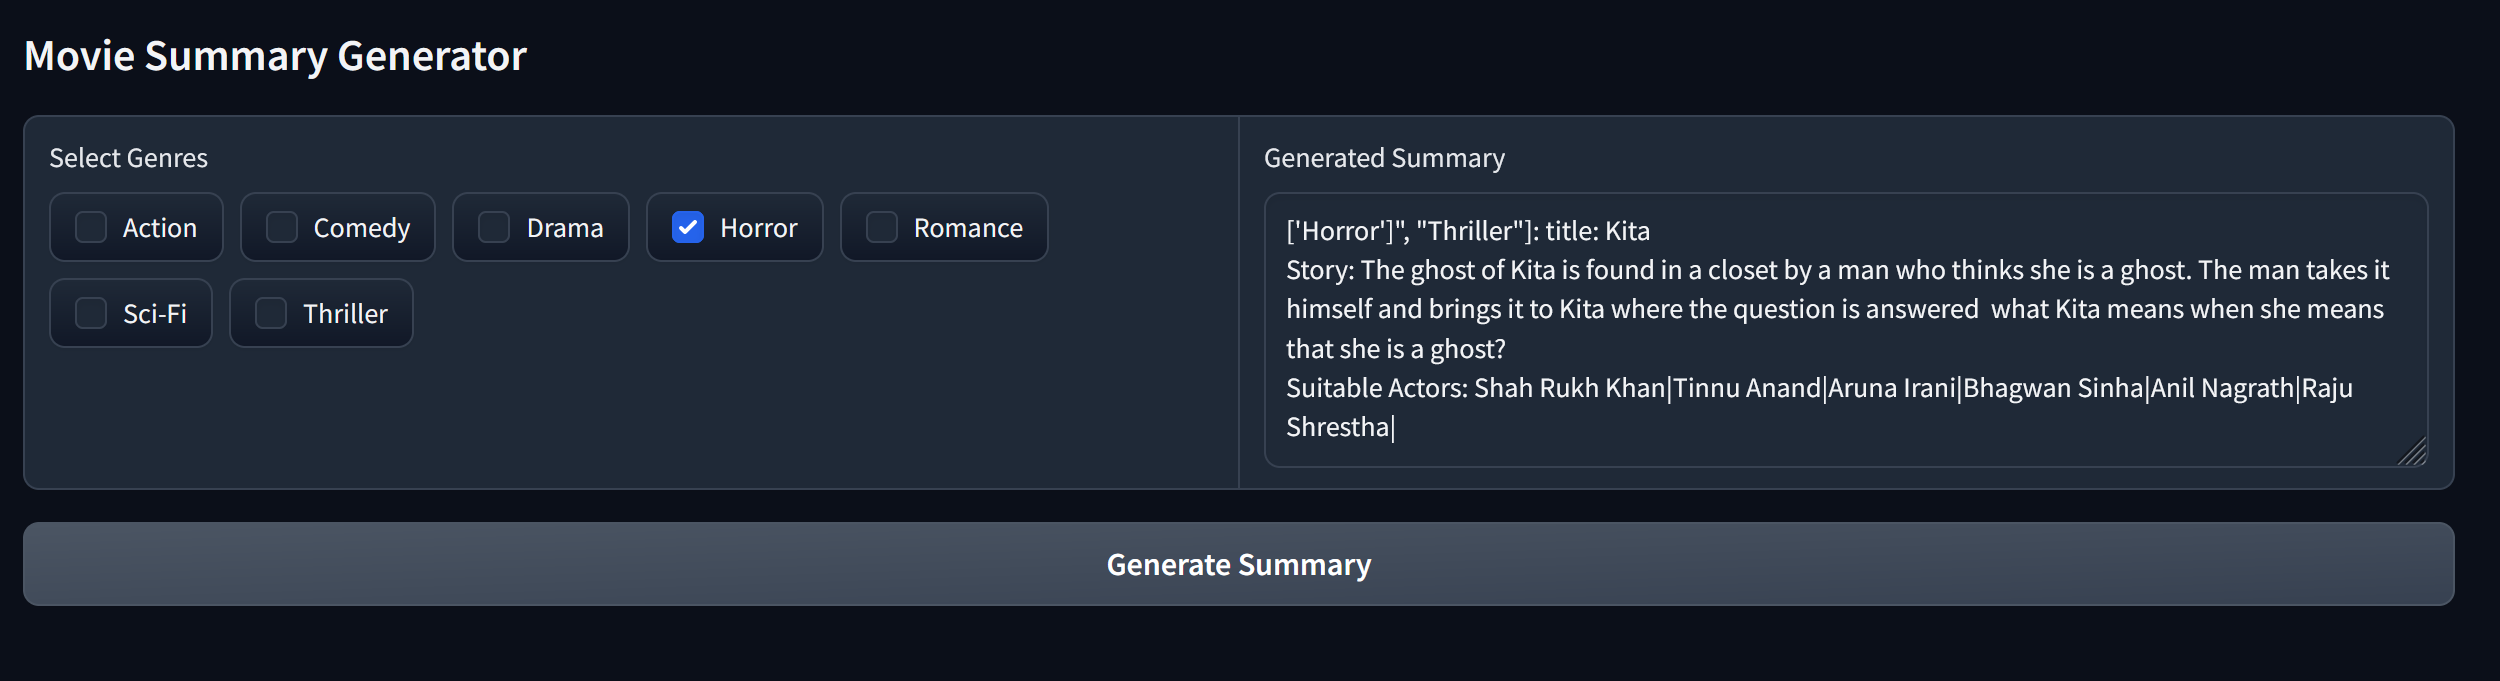 Movie Summary Generator
Select Genres
Action
Comedy
Drama
Horror
Romance
Sci-Fi
Thriller
Generated Summary
['Horror']", "Thriller"]: title: Kita
Story: The ghost of Kita is found in a closet by a man who thinks she is a ghost. The man takes it
himself and brings it to Kita where the question is answered  what Kita means when she means
that she is a ghost?
Suitable Actors: Shah Rukh Khan|Tinnu Anand|Aruna Irani|Bhagwan Sinha|Anil Nagrath|Raju
Shrestha|
Generate Summary